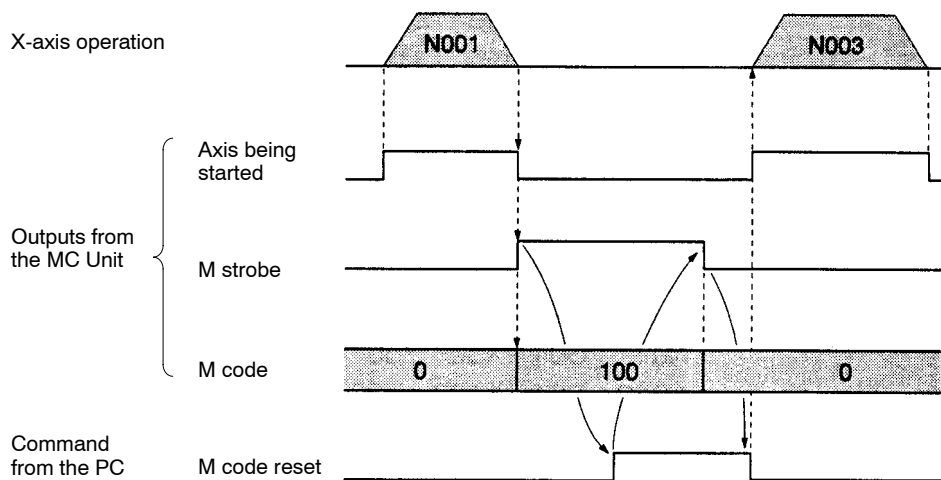 X-axis operation
N001
N003
Axis being
started
Outputs from
the MC Unit
M strobe
M code
0
100
0
Command
from the PC
M code reset